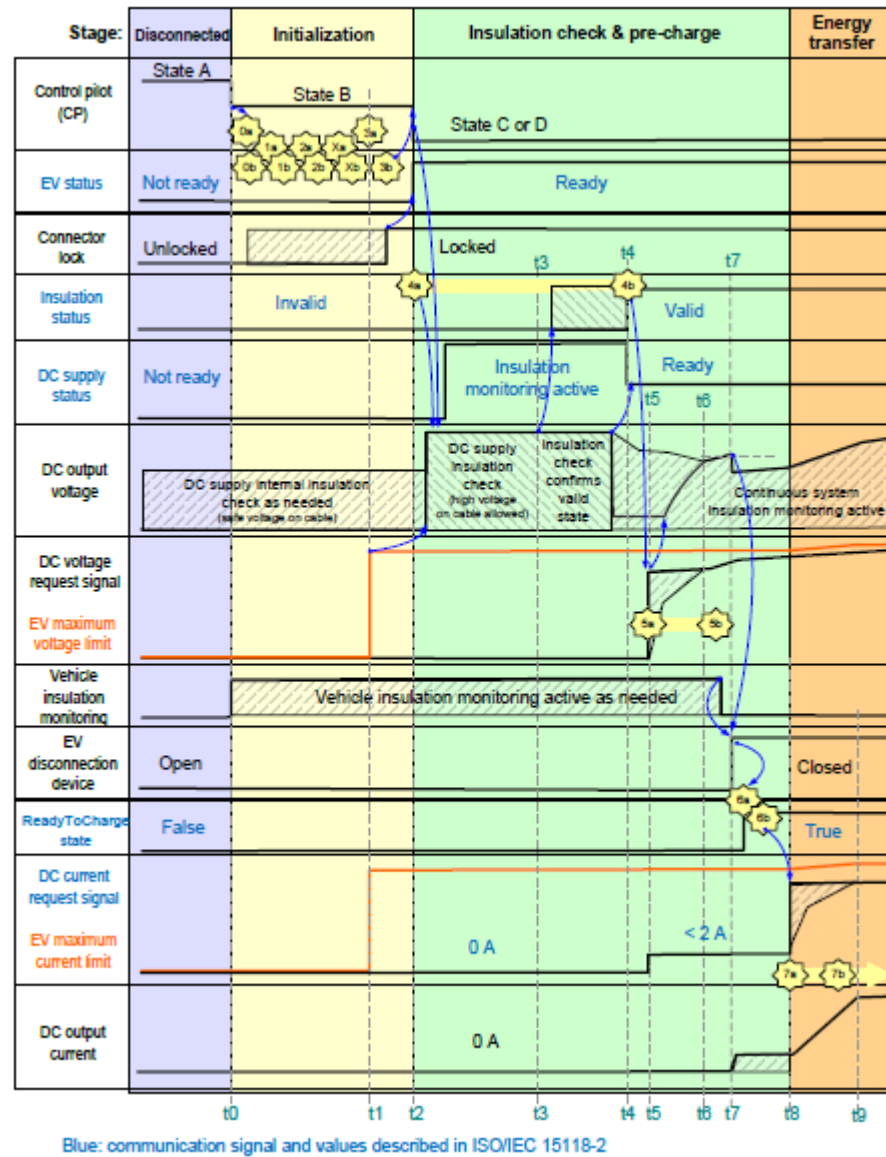 Stage:
Disconnected
Initialization
Insulation check & pre-charge
Energy
transfer
Control pilot
(CP)
State A
State B
State C or D
0a
1a
2a
Xa
3a
0b
1b
2b
Xb
3b
EV status
Not ready
Ready
Connector
lock
Unlocked
Locked
t3
t4
t7
Insulation
status
Invalid
4a
4b
Valid
DC supply
status
Not ready
Insulation
monitoring active
Ready
t5
t6
DC output
voltage
DC supply internal insulation
check as needed
(safe voltage on cable)
DC supply
insulation
check
(high voltage
on cable allowed)
Insulation
check
confirms
valid
state
Continuous system
insulation monitoring active
DC voltage
request signal
EV maximum
voltage limit
5a
5b
Vehicle
insulation
monitoring
Vehicle insulation monitoring active as needed
EV
disconnection
device
Open
Closed
6a
6b
ReadyToCharge
state
False
True
DC current
request signal
EV maximum
current limit
0 A
< 2 A
7a
7b
DC output
current
0 A
t0
t1
t2
t3
t4
t5
t6
t7
t8
t9
Blue: communication signal and values described in ISO/IEC 15118-2